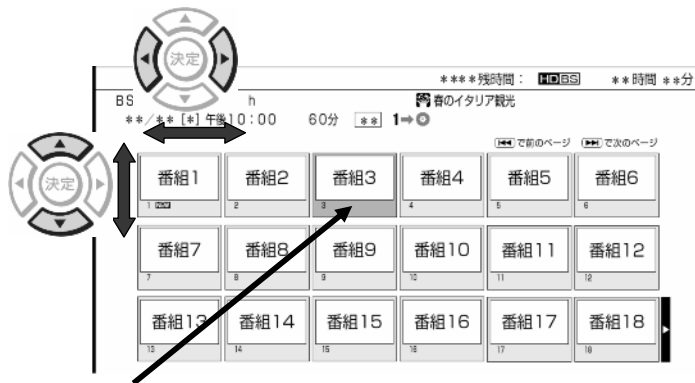 決定
****残時間： HD BS **時間 **分
BS h 春のイタリア観光
**/** [*] 午後10:00 60分 ** 1➡
で前のページ で次のページ
決定
番組1 番組2 番組3 番組4 番組5 番組6
1 NEW 2 3 4 5 6
番組7 番組8 番組9 番組10 番組11 番組12
7 8 9 10 11 12
番組13 番組14 番組15 番組16 番組17 番組18
13 14 15 16 17 18